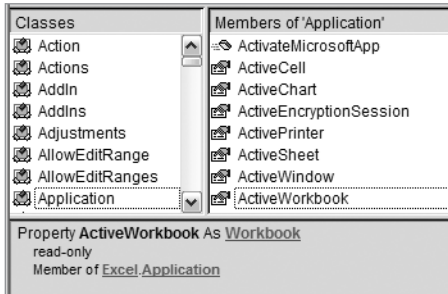 Classes
Action
Actions
AddIn
AddIns
Adjustments
AllowEditRange
AllowEditRanges
Application
Members of 'Application'
ActivateMicrosoftApp
ActiveCell
ActiveChart
ActiveEncryptionSession
ActivePrinter
ActiveSheet
ActiveWindow
ActiveWorkbook
Property ActiveWorkbook As Workbook
read-only
Member of Excel.Application